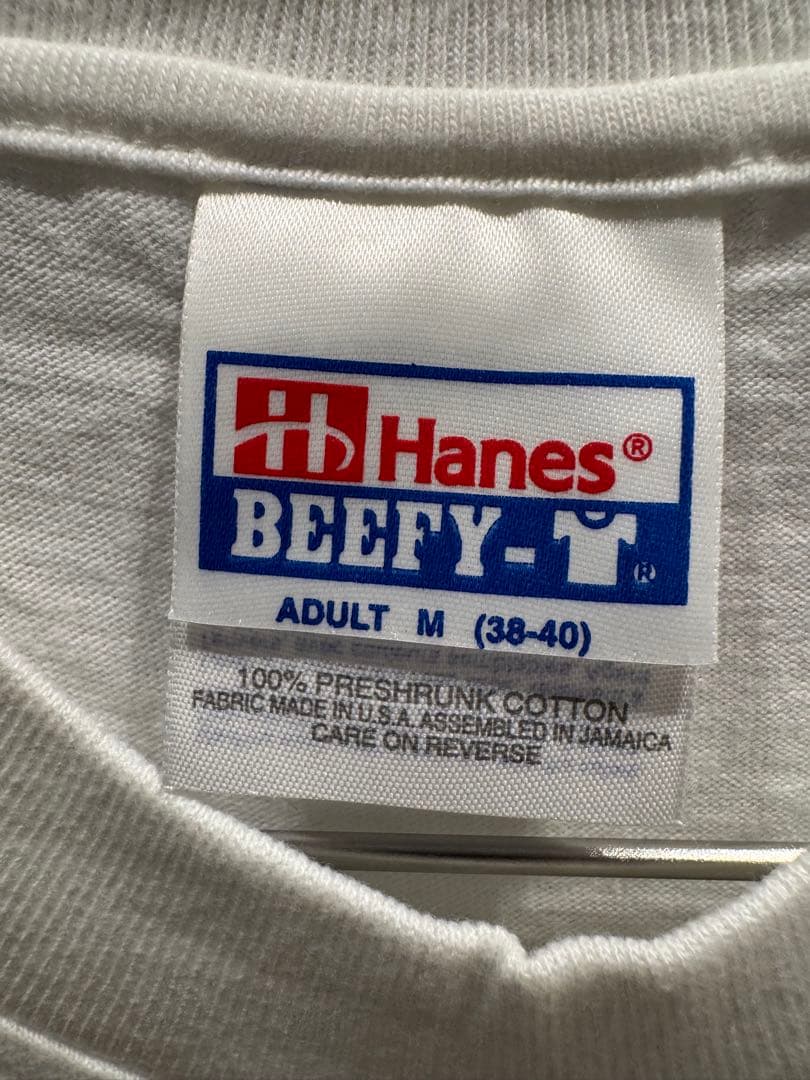 H Hanes®
BEEFY-T®
ADULT M (38-40)
100% PRESHRUNK COTTON
FABRIC MADE IN U.S.A. ASSEMBLED IN JAMAICA
CARE ON REVERSE